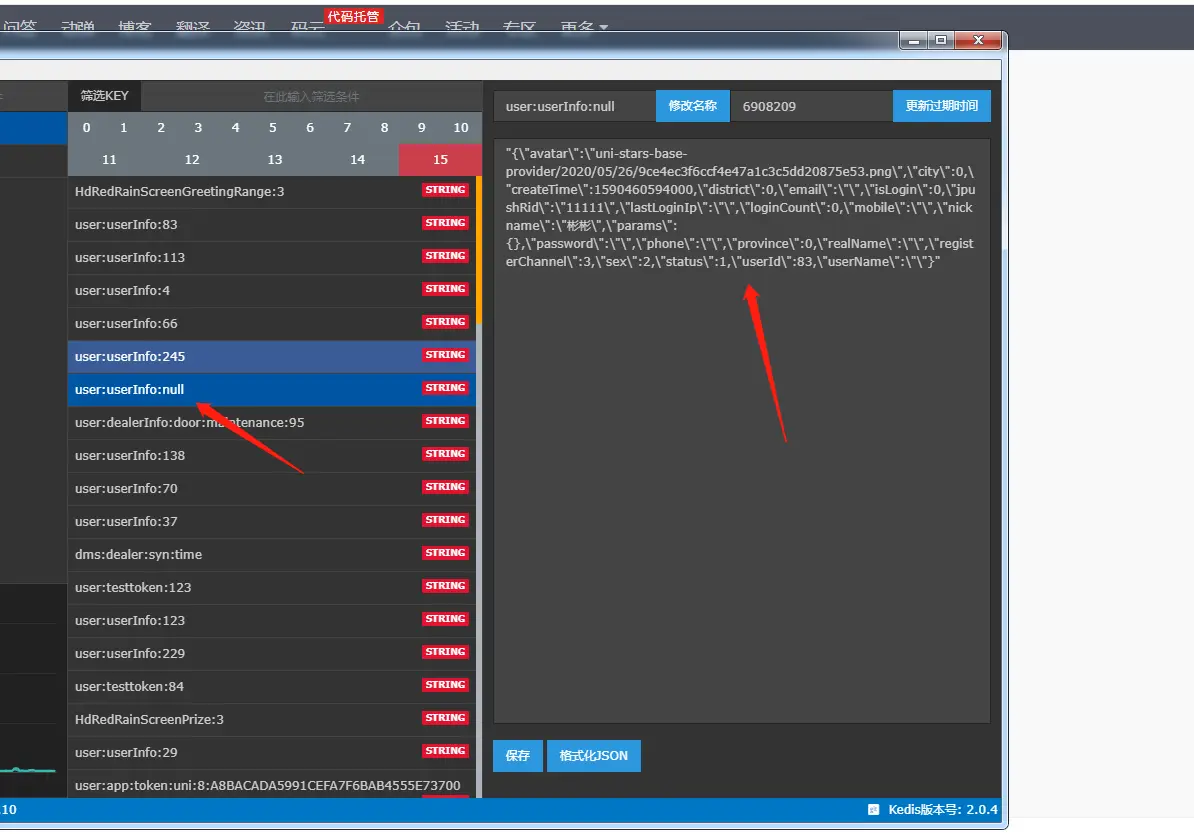 问答 动弹 博客 翻译 资讯 码云 代码托管 众包 活动 专区 更多
筛选KEY 在此输入筛选条件
0 1 2 3 4 5 6 7 8 9 10
11 12 13 14 15
HdRedRainScreenGreetingRange:3 STRING
user:userInfo:83 STRING
user:userInfo:113 STRING
user:userInfo:4 STRING
user:userInfo:66 STRING
user:userInfo:245 STRING
user:userInfo:null STRING
user:dealerInfo:door:maintenance:95 STRING
user:userInfo:138 STRING
user:userInfo:70 STRING
user:userInfo:37 STRING
dms:dealer:syn:time STRING
user:testtoken:123 STRING
user:userInfo:123 STRING
user:userInfo:229 STRING
user:testtoken:84 STRING
HdRedRainScreenPrize:3 STRING
user:userInfo:29 STRING
user:app:token:uni:8:A8BACADA5991CEFA7F6BAB4555E73700
user:userInfo:null 修改名称 6908209 更新过期时间
"{\"avatar\":\"uni-stars-base-
provider/2020/05/26/9ce4ec3f6ccf4e47a1c3c5dd20875e53.png\",\"city\":0,\
"createTime\":1590460594000,\"district\":0,\"email\":\"\",\"isLogin\":0,\"jpu
shRid\":\"11111\",\"lastLoginIp\":\"\",\"loginCount\":0,\"mobile\":\"\",\"nick
name\":\"彬彬\",\"params\":
{},\"password\":\"\",\"phone\":\"\",\"province\":0,\"realName\":\"\",\"regist
erChannel\":3,\"sex\":2,\"status\":1,\"userId\":83,\"userName\":\"\"}"
保存 格式化JSON
10 Kedis版本号: 2.0.4